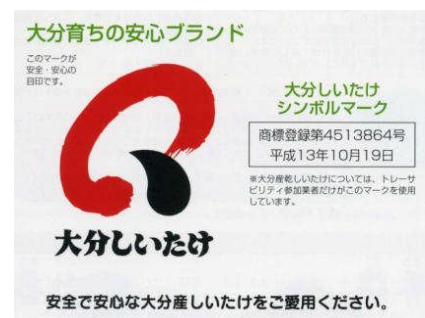 大分育ちの安心ブランド
このマークが
安全・安心の
目印です。
大分しいたけ
シンボルマーク
商標登録第4513864号
平成13年10月19日
※大分産乾しいたけについては、トレーサ
ビリティ参加業者だけがこのマークを使用
しています。
大分しいたけ
安全で安心な大分産しいたけをご愛用ください。